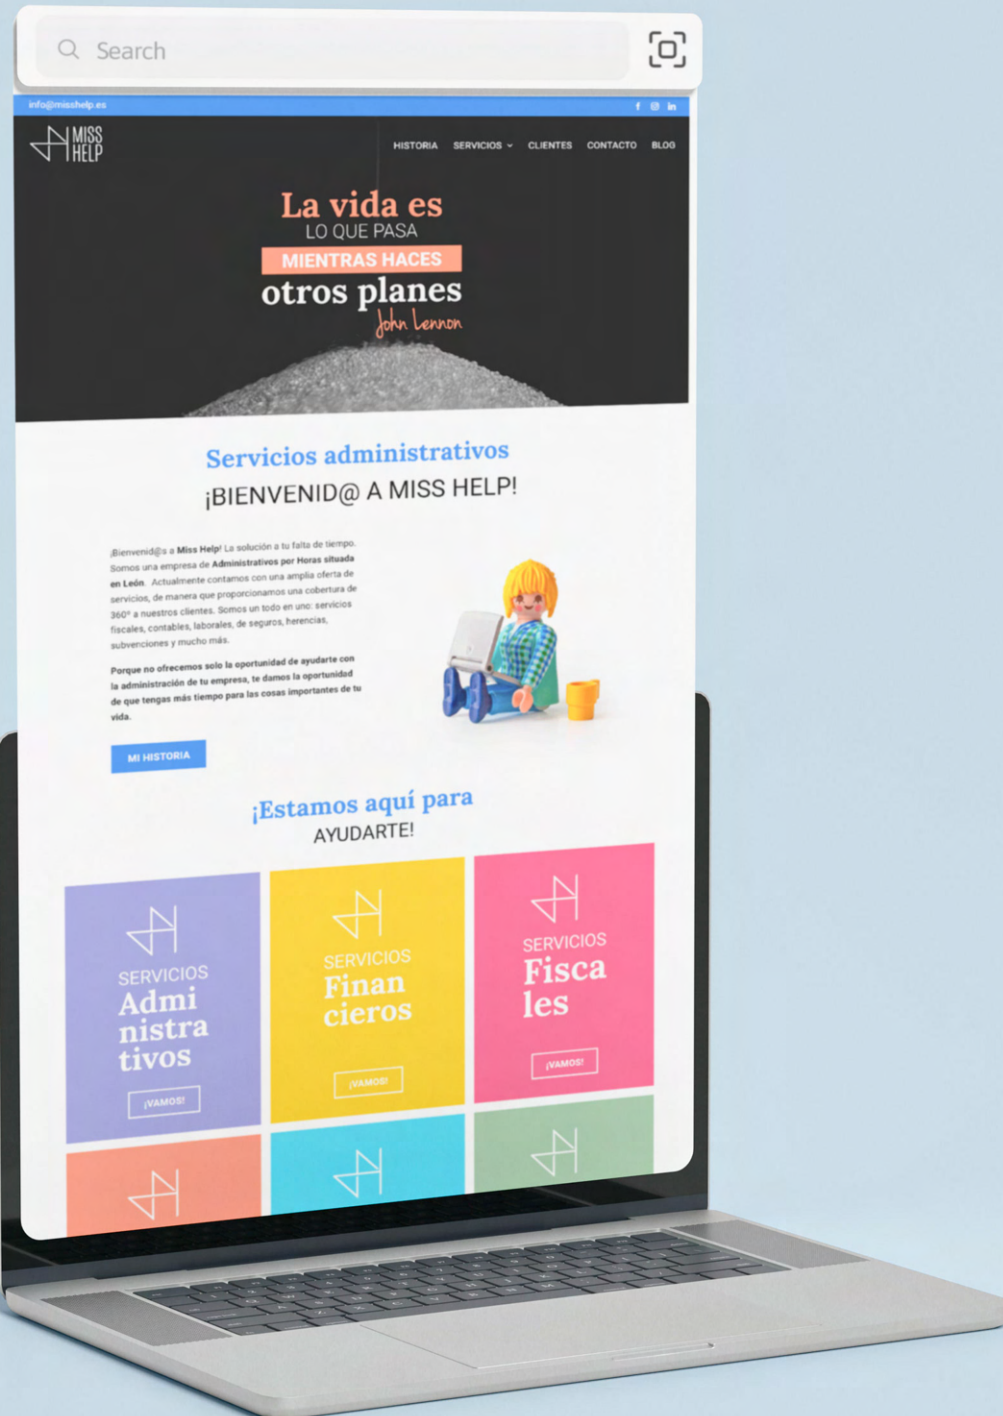 Search
info@misshelp.es
MISS
HELP
HISTORIA SERVICIOS CLIENTES CONTACTO BLOG
La vida es
LO QUE PASA
MIENTRAS HACES
otros planes
John Lennon
Servicios administrativos
¡BIENVENID@ A MISS HELP!
¡Bienvenid@s a Miss Help! La solución a tu falta de tiempo.
Somos una empresa de Administrativos por Horas situada
en León. Actualmente contamos con una amplia oferta de
servicios, de manera que proporcionamos una cobertura de
360º a nuestros clientes. Somos un todo en uno: servicios
fiscales, contables, laborales, de seguros, herencias,
subvenciones y mucho más.
Porque no ofrecemos solo la oportunidad de ayudarte con
la administración de tu empresa, te damos la oportunidad
de que tengas más tiempo para las cosas importantes de tu
vida.
MI HISTORIA
¡Estamos aquí para
AYUDARTE!
SERVICIOS
Admi
nistra
tivos
¡VAMOS!
SERVICIOS
Finan
cieros
¡VAMOS!
SERVICIOS
Fisca
les
¡VAMOS!